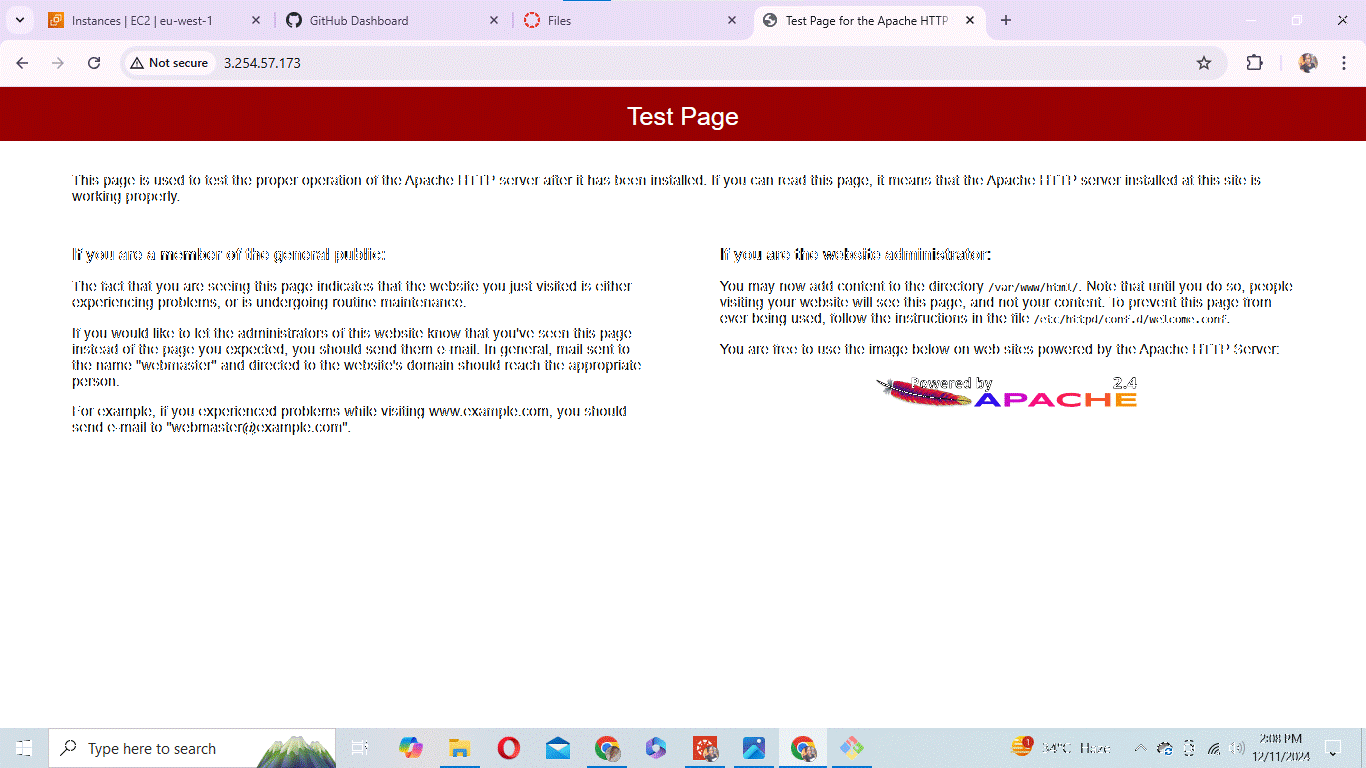 Instances | EC2 | eu-west-1
GitHub Dashboard
Files
Test Page for the Apache HTTP
Not secure
3.254.57.173
Test Page
This page is used to test the proper operation of the Apache HTTP server after it has been installed. If you can read this page, it means that the Apache HTTP server installed at this site is
working properly.
If you are a member of the general public:
The fact that you are seeing this page indicates that the website you just visited is either
experiencing problems, or is undergoing routine maintenance.
If you would like to let the administrators of this website know that you've seen this page
instead of the page you expected, you should send them e-mail. In general, mail sent to
the name "webmaster" and directed to the website's domain should reach the appropriate
person.
For example, if you experienced problems while visiting www.example.com, you should
send e-mail to "webmaster@example.com".
If you are the website administrator:
You may now add content to the directory /var/www/html/. Note that until you do so, people
visiting your website will see this page, and not your content. To prevent this page from
ever being used, follow the instructions in the file /etc/httpd/conf.d/welcome.conf.
You are free to use the image below on web sites powered by the Apache HTTP Server:
Powered by 2.4
APACHE
Type here to search
1
34°C Haze
2:08 PM
12/11/2024